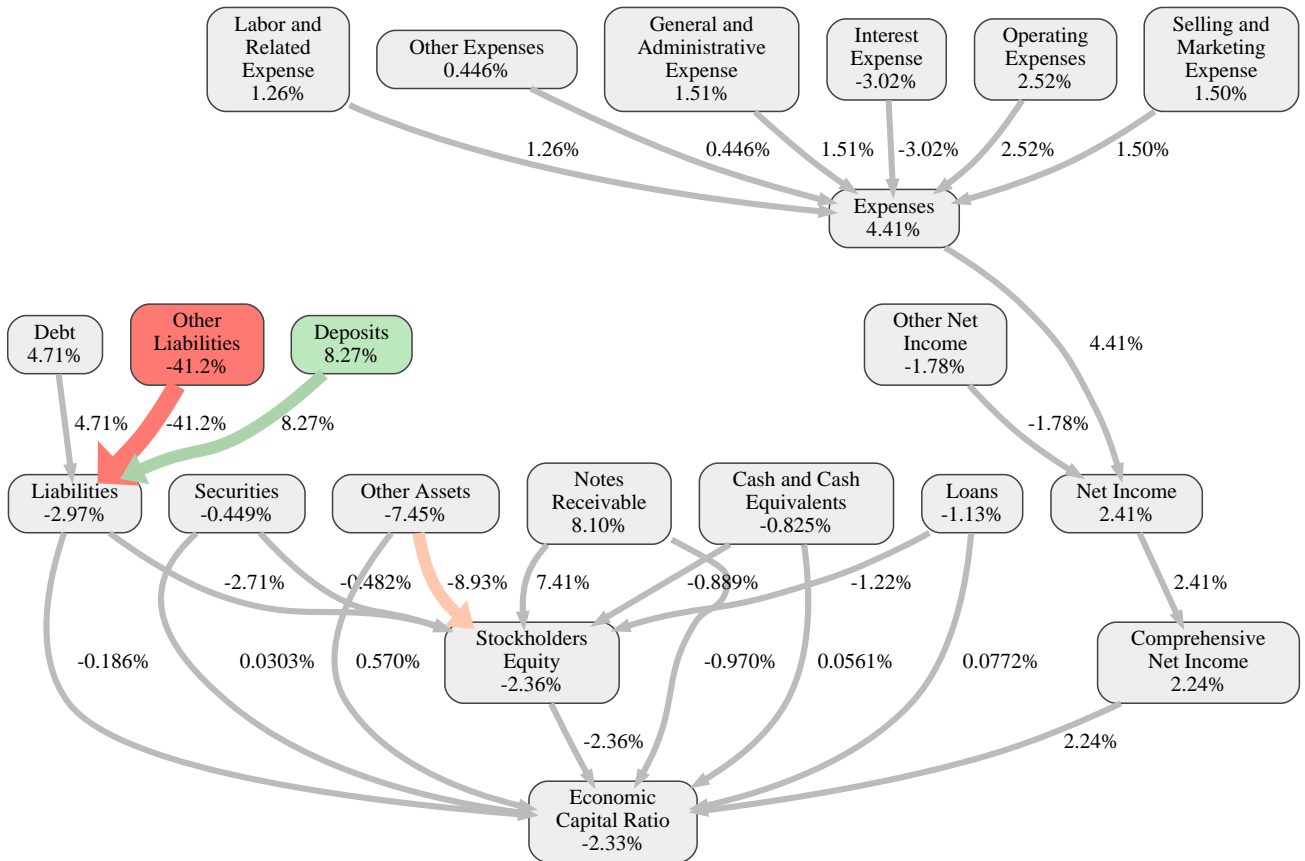 Labor and
Related
Expense
1.26%
Other Expenses
0.446%
General and
Administrative
Expense
1.51%
Interest
Expense
-3.02%
Operating
Expenses
2.52%
Selling and
Marketing
Expense
1.50%
1.26%
0.446%
1.51%
-3.02%
2.52%
1.50%
Expenses
4.41%
Debt
4.71%
Other
Liabilities
-41.2%
Deposits
8.27%
Other Net
Income
-1.78%
4.41%
4.71%
-41.2%
8.27%
-1.78%
Liabilities
-2.97%
Securities
-0.449%
Other Assets
-7.45%
Notes
Receivable
8.10%
Cash and Cash
Equivalents
-0.825%
Loans
-1.13%
Net Income
2.41%
-2.71%
-0.482%
-8.93%
7.41%
-0.889%
-1.22%
2.41%
Stockholders
Equity
-2.36%
Comprehensive
Net Income
2.24%
-0.186%
0.0303%
0.570%
-0.970%
0.0561%
0.0772%
-2.36%
2.24%
Economic
Capital Ratio
-2.33%